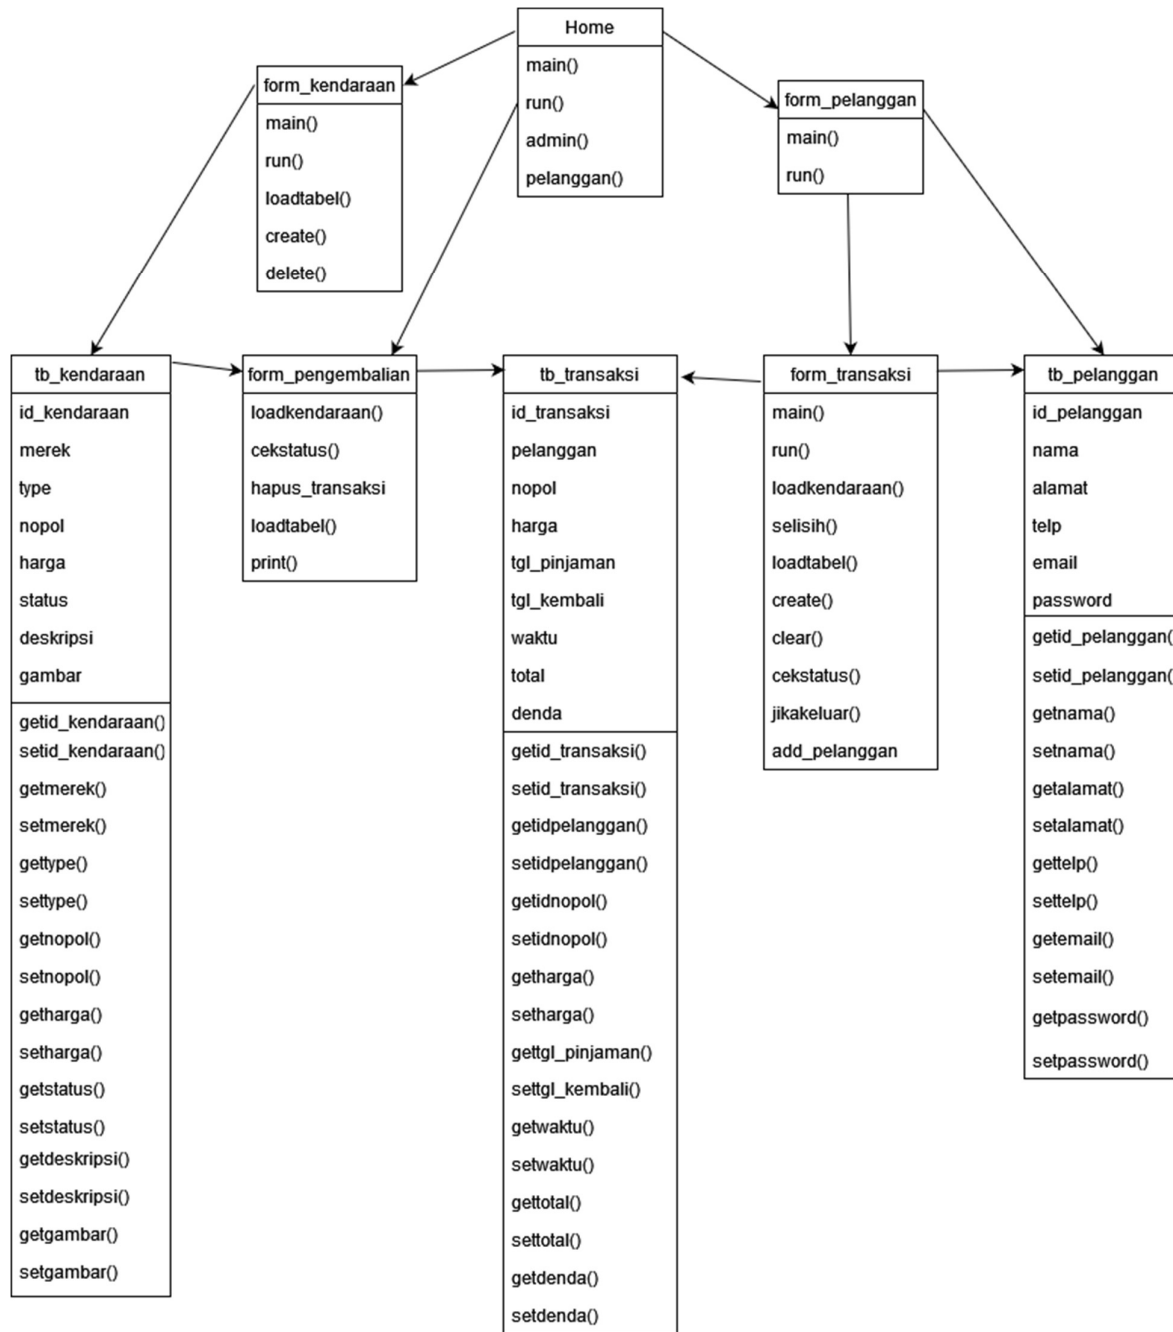 Home
main()
run()
admin()
pelanggan()
form_kendaraan
main()
run()
loadtabel()
create()
delete()
form_pelanggan
main()
run()
tb_kendaraan
id_kendaraan
merek
type
nopol
harga
status
deskripsi
gambar
getid_kendaraan()
setid_kendaraan()
getmerek()
setmerek()
gettype()
settype()
getnopol()
setnopol()
getharga()
setharga()
getstatus()
setstatus()
getdeskripsi()
setdeskripsi()
getgambar()
setgambar()
form_pengembalian
loadkendaraan()
cekstatus()
hapus_transaksi
loadtabel()
print()
tb_transaksi
id_transaksi
pelanggan
nopol
harga
tgl_pinjaman
tgl_kembali
waktu
total
denda
getid_transaksi()
setid_transaksi()
getidpelanggan()
setidpelanggan()
getidnopol()
setidnopol()
getharga()
setharga()
gettgl_pinjaman()
settgl_kembali()
getwaktu()
setwaktu()
gettotal()
settotal()
getdenda()
setdenda()
form_transaksi
main()
run()
loadkendaraan()
selisih()
loadtabel()
create()
clear()
cekstatus()
jikakeluar()
add_pelanggan
tb_pelanggan
id_pelanggan
nama
alamat
telp
email
password
getid_pelanggan(
setid_pelanggan(
getnama()
setnama()
getalamat()
setalamat()
gettelp()
settelp()
getemail()
setemail()
getpassword()
setpassword()